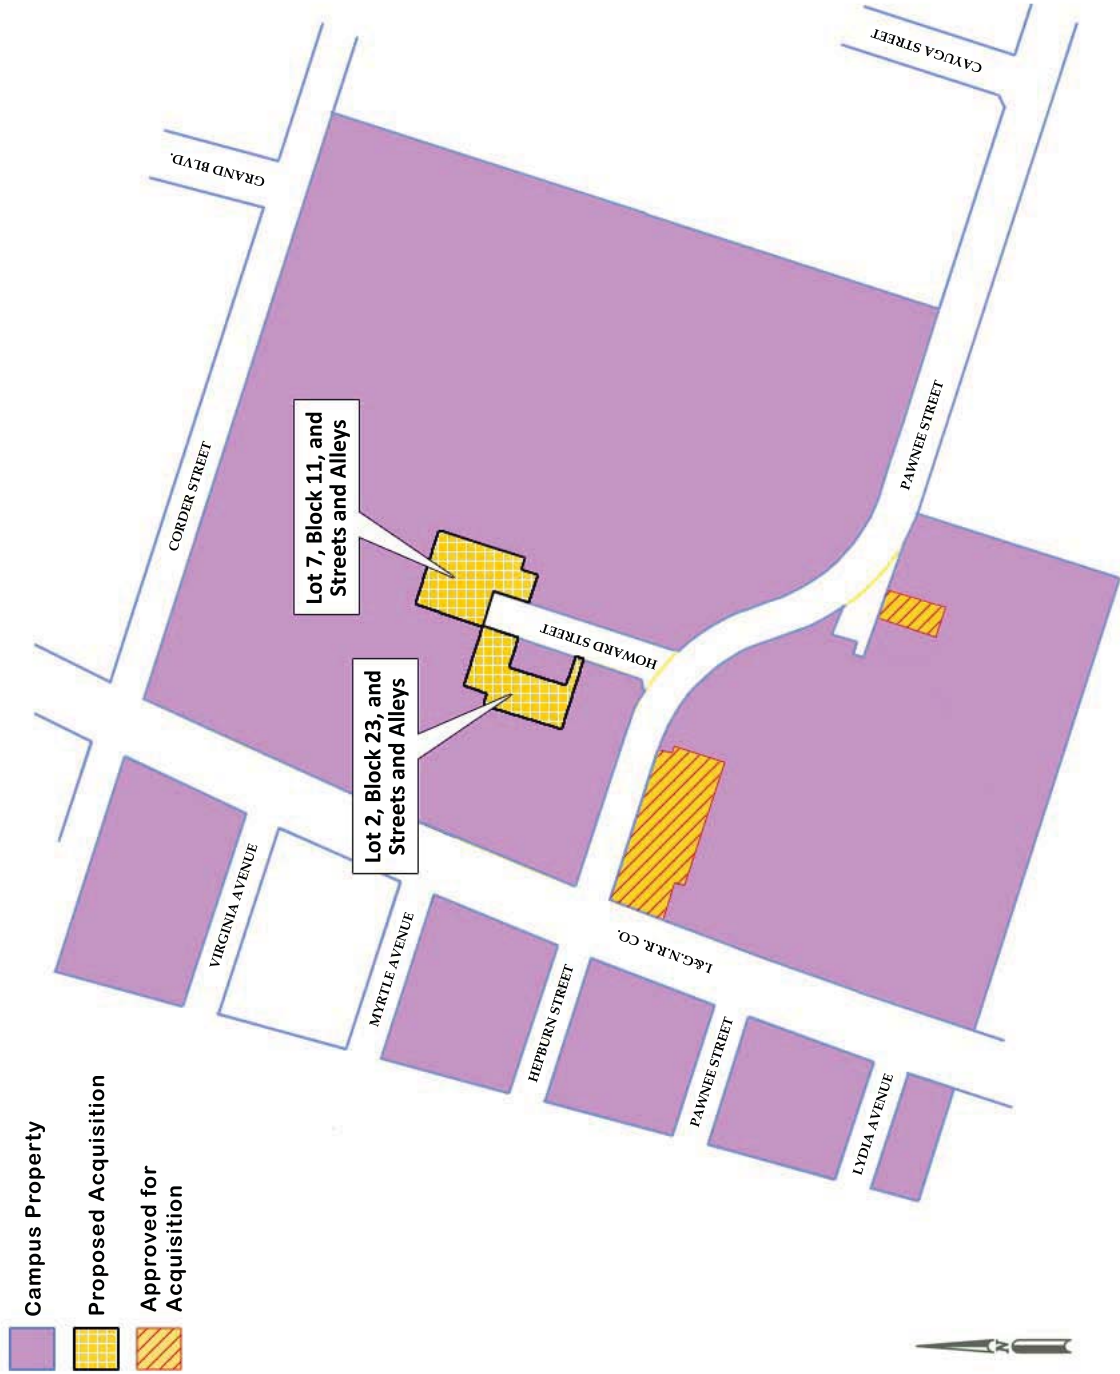 Campus Property
Proposed Acquisition
Approved for
Acquisition
GRAND BLVD.
CAYUGA STREET
CORDER STREET
PAWNEE STREET
Lot 7, Block 11, and
Streets and Alleys
HOWARD STREET
Lot 2, Block 23, and
Streets and Alleys
VIRGINIA AVENUE
MYRTLE AVENUE
I.&G.N.R.R. CO.
HEPBURN STREET
PAWNEE STREET
LYDIA AVENUE
N